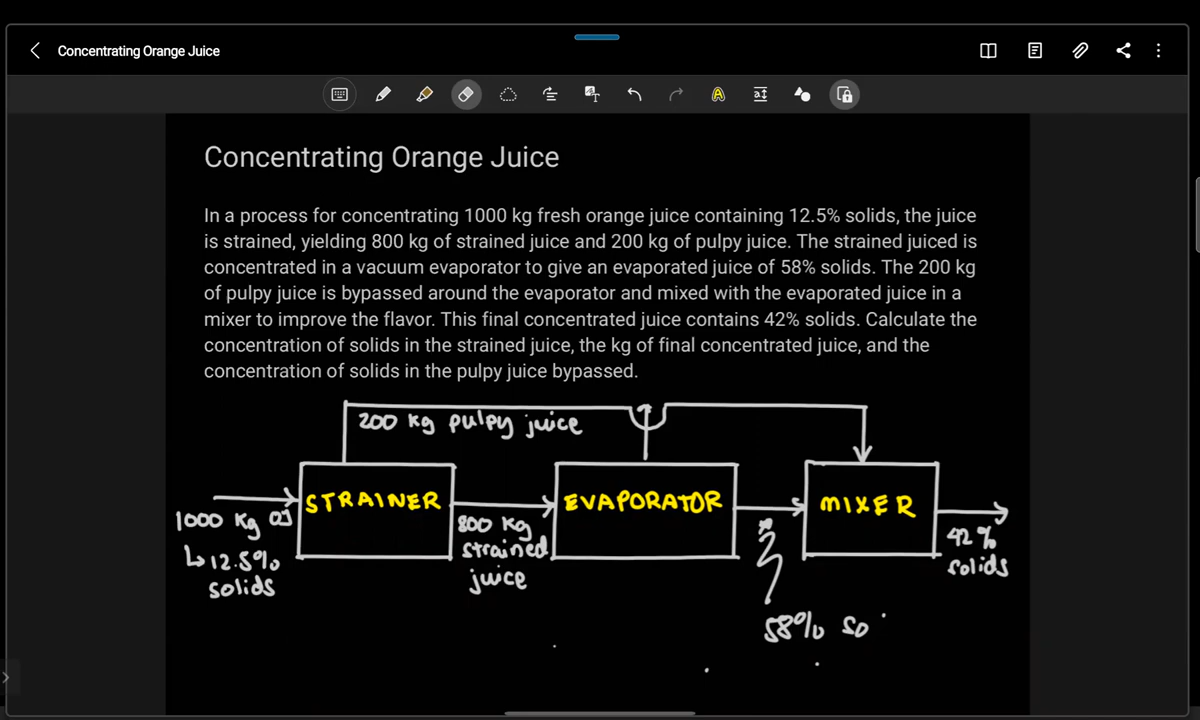 Concentrating Orange Juice
Concentrating Orange Juice
In a process for concentrating 1000 kg fresh orange juice containing 12.5% solids, the juice
is strained, yielding 800 kg of strained juice and 200 kg of pulpy juice. The strained juiced is
concentrated in a vacuum evaporator to give an evaporated juice of 58% solids. The 200 kg
of pulpy juice is bypassed around the evaporator and mixed with the evaporated juice in a
mixer to improve the flavor. This final concentrated juice contains 42% solids. Calculate the
concentration of solids in the strained juice, the kg of final concentrated juice, and the
concentration of solids in the pulpy juice bypassed.
200 kg pulpy juice
STRAINER
EVAPORATOR
MIXER
1000 kg OJ
↳ 12.5%
solids
800 kg
strained
juice
42%
solids
58% so